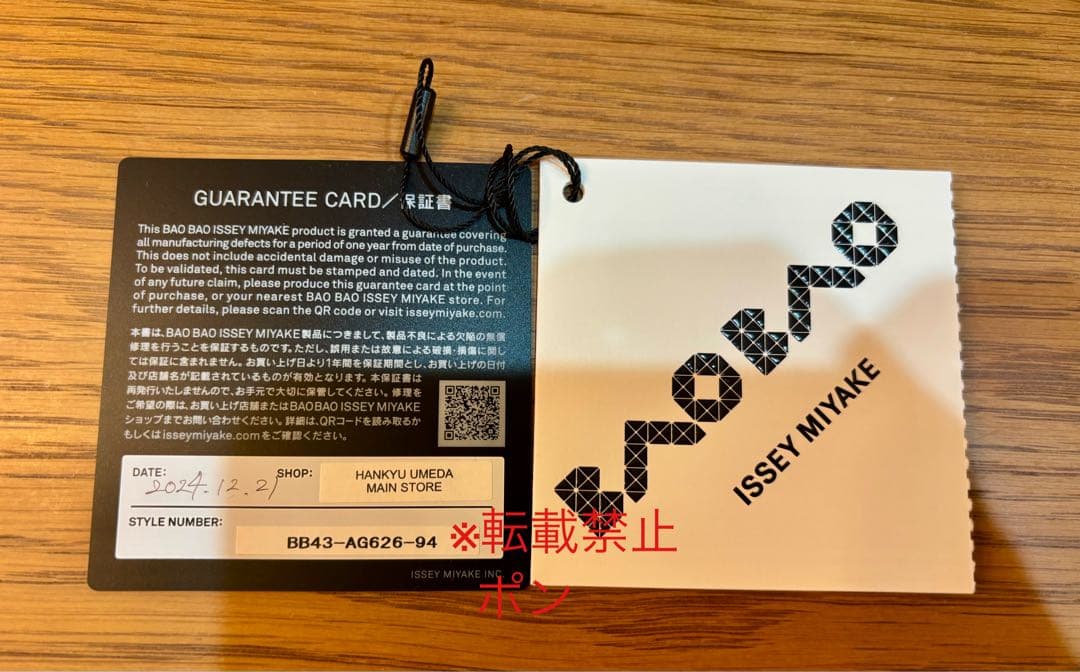 GUARANTEE CARD/保証書
This BAO BAO ISSEY MIYAKE product is granted a guarantee covering
all manufacturing defects for a period of one year from date of purchase.
This does not include accidental damage or misuse of the product.
To be validated, this card must be stamped and dated. In the event
of any future claim, please produce this guarantee card at the point
of purchase, or your nearest BAO BAO ISSEY MIYAKE store. For
further details, please scan the QR code or visit isseymiyake.com.
本書は、BAO BAO ISSEY MIYAKE製品につきまして、製品不良による欠陥の無償
修理を行うことを保証するものです。ただし、誤用または故意による破損・損傷に関し
ては保証に含まれません。お買い上げ日より1年間を保証期間とし、お買い上げの日付
及び店舗名が記載されているものが有効となります。本保証書は
再発行いたしませんので、お手元で大切に保管してください。修理を
ご希望の際は、お買い上げ店舗またはBAO BAO ISSEY MIYAKE
ショップまでお問い合わせください。詳細は、QRコードを読み取るか
もしくはisseymiyake.comをご確認ください。
DATE: 2024.12.21 SHOP: HANKYU UMEDA
MAIN STORE
STYLE NUMBER:
BB43-AG626-94
ISSEY MIYAKE INC.
BAO BAO
ISSEY MIYAKE
※転載禁止
ポン